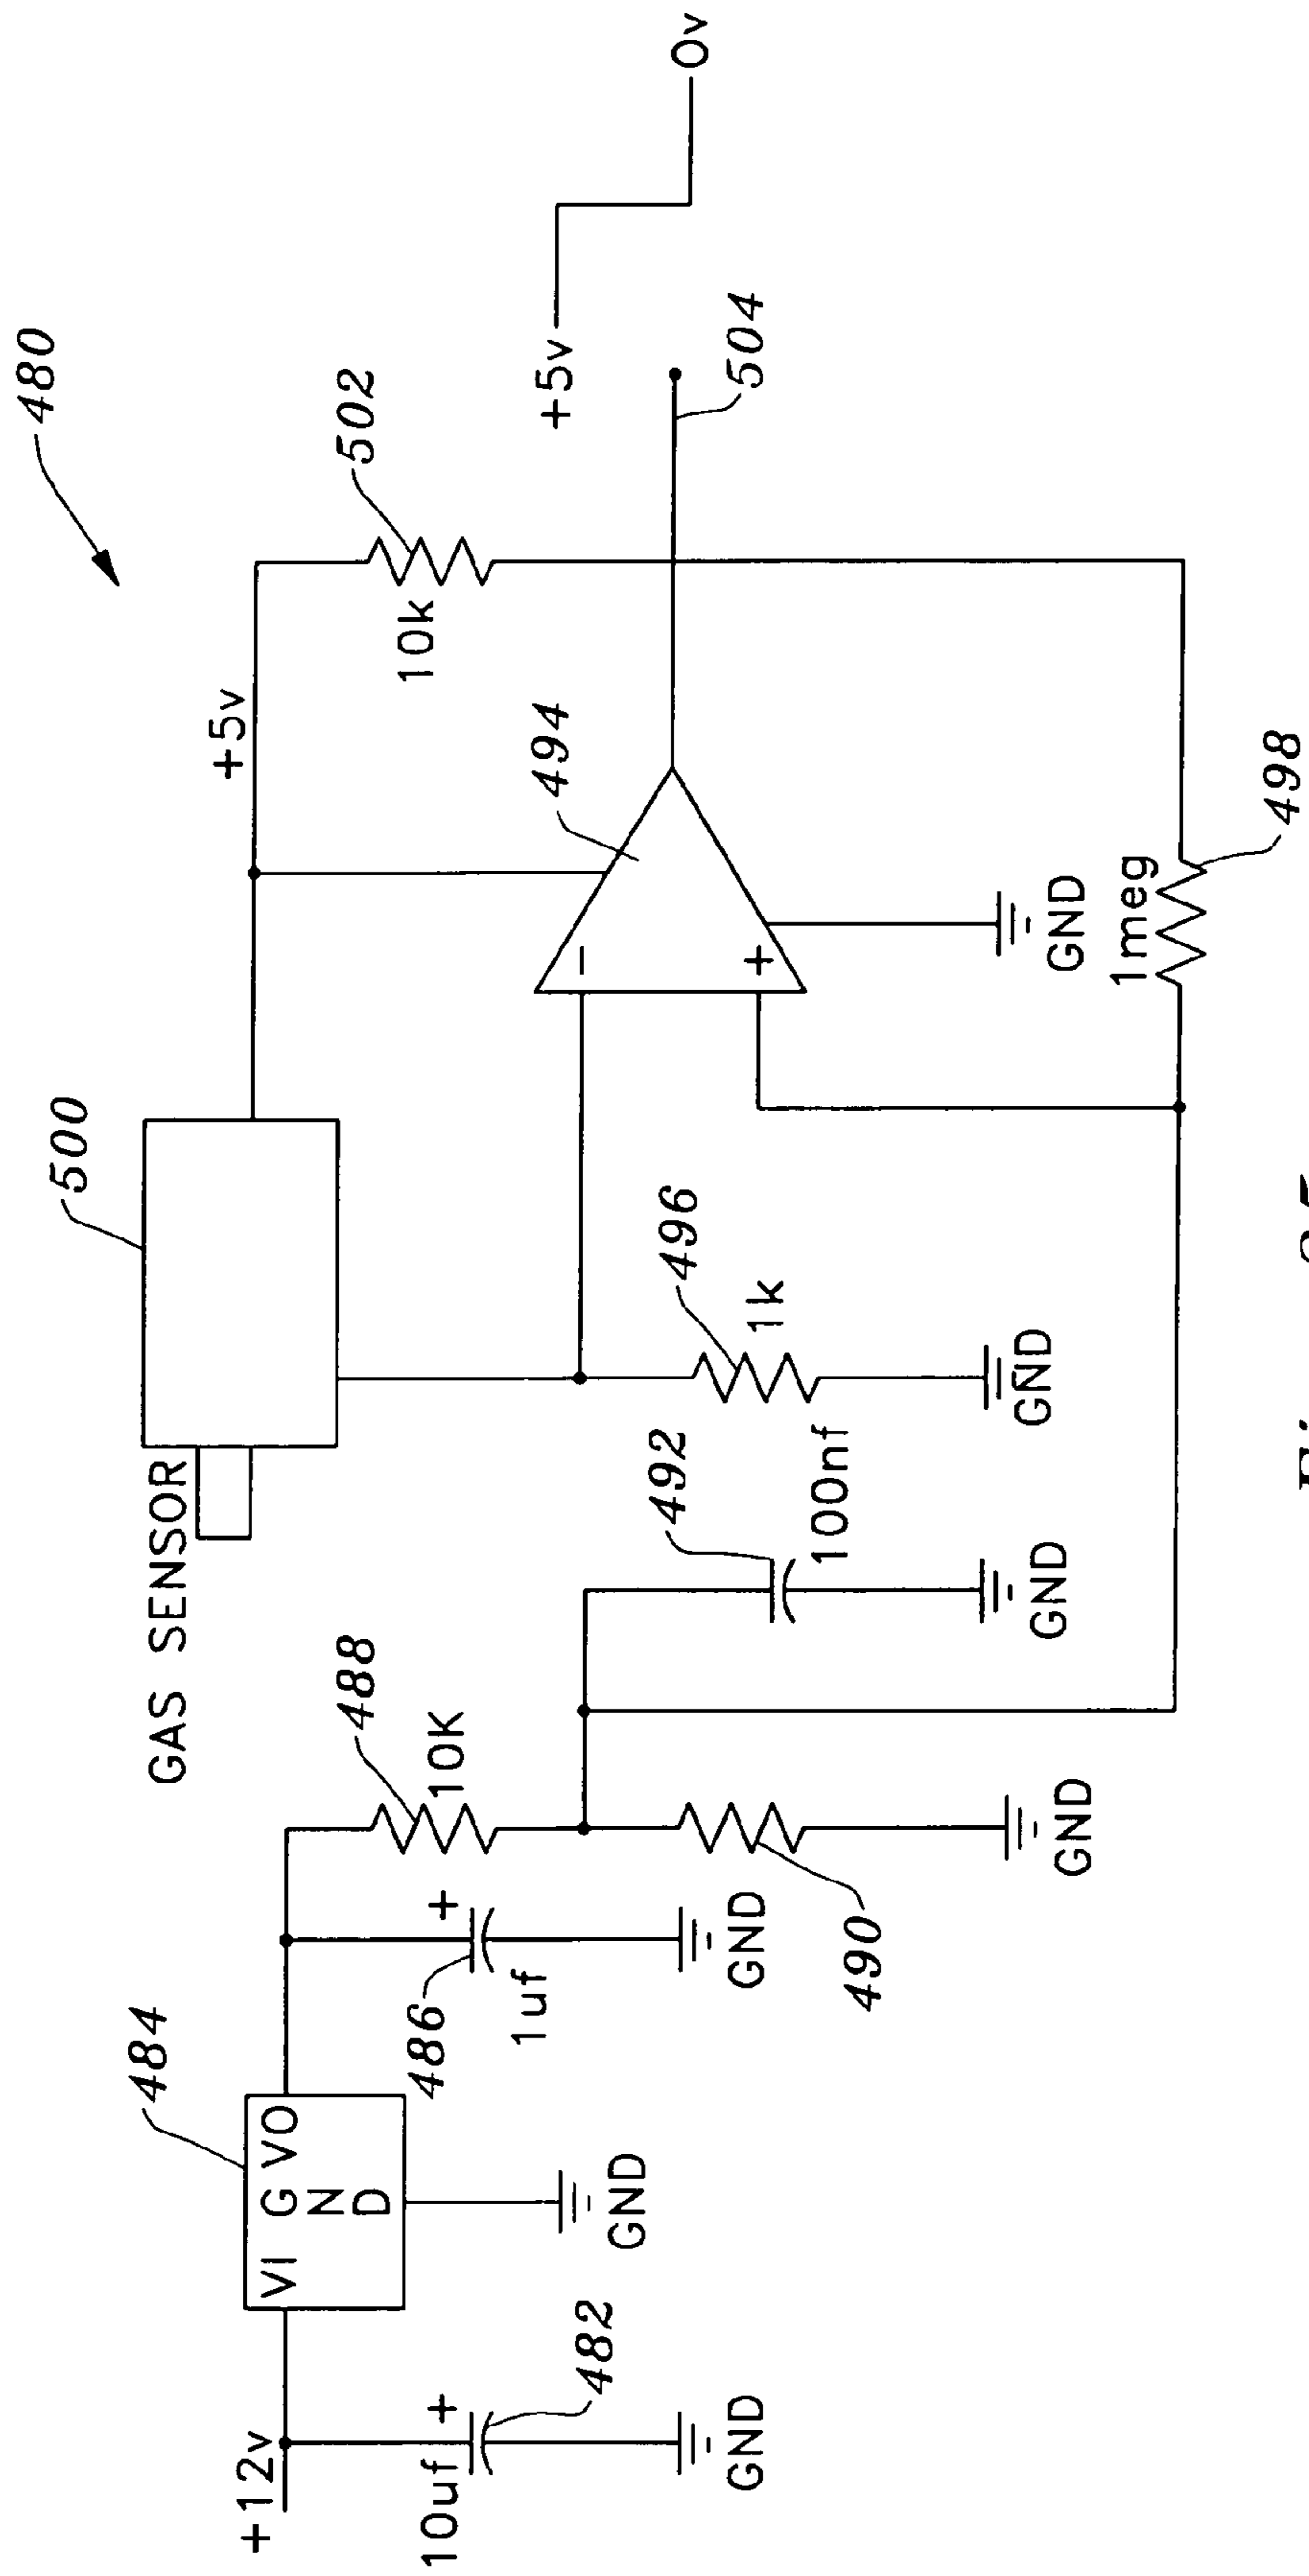 480
GAS SENSOR
500
+5v
502
10k
494
−
+
GND
+5v
0v
504
1meg
498
+12v
10uf
+
482
GND
484
VI
G
N
D
VO
GND
486
+
1uf
GND
488
10K
490
GND
492
100nf
GND
496
1k
GND